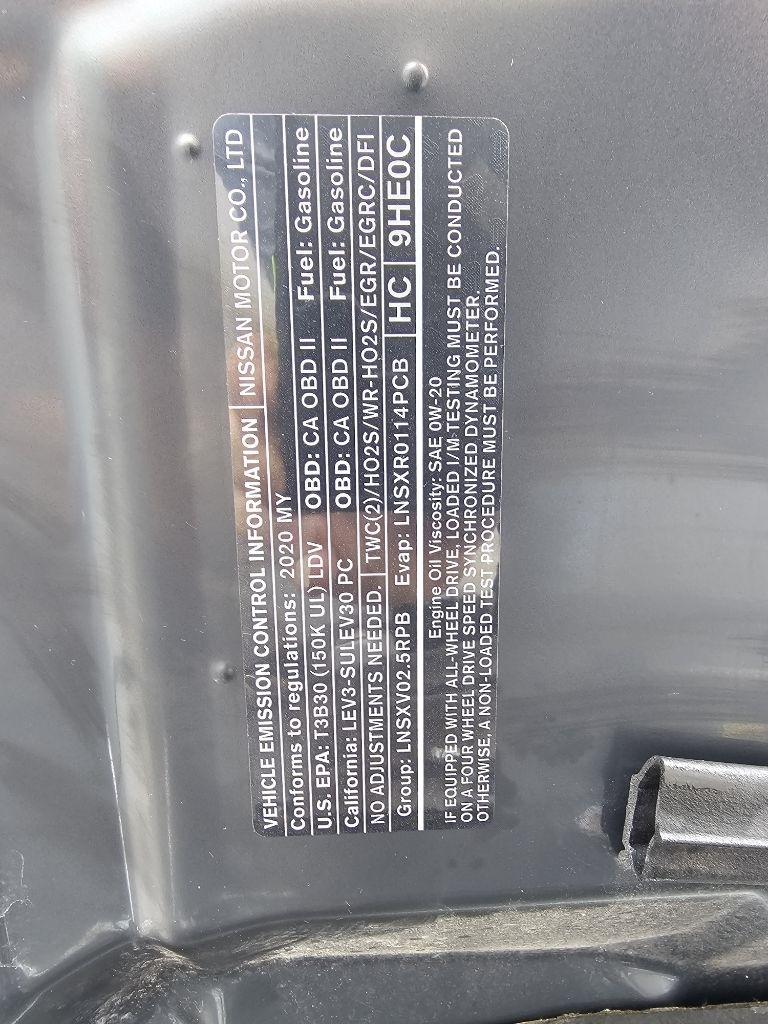 VEHICLE EMISSION CONTROL INFORMATION NISSAN MOTOR CO., LTD
Conforms to regulations: 2020 MY
U.S. EPA: T3B30 (150K UL) LDV OBD: CA OBD II Fuel: Gasoline
California: LEV3-SULEV30 PC OBD: CA OBD II Fuel: Gasoline
NO ADJUSTMENTS NEEDED. TWC(2)/HO2S/WR-HO2S/EGR/EGRC/DFI
Group: LNSXV02.5RPB Evap: LNSXR0114PCB HC 9HE0C
Engine Oil Viscosity: SAE 0W-20
IF EQUIPPED WITH ALL-WHEEL DRIVE, LOADED I/M TESTING MUST BE CONDUCTED
ON A FOUR WHEEL DRIVE SPEED SYNCHRONIZED DYNAMOMETER.
OTHERWISE, A NON-LOADED TEST PROCEDURE MUST BE PERFORMED.